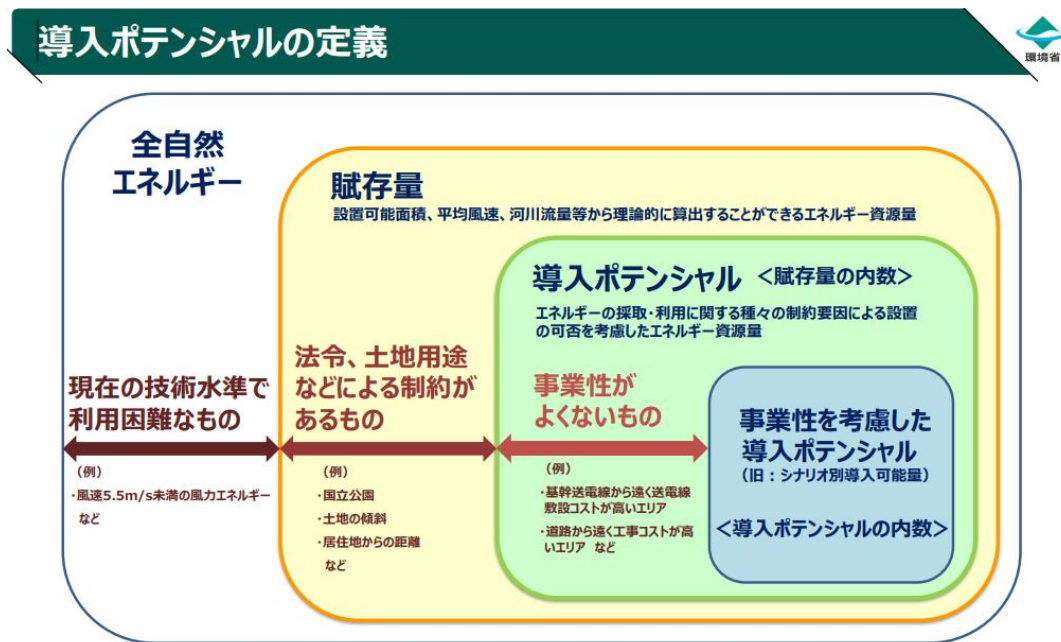 導入ポテンシャルの定義
環境省
全自然
エネルギー
賦存量
設置可能面積、平均風速、河川流量等から理論的に算出することができるエネルギー資源量
導入ポテンシャル <賦存量の内数>
エネルギーの採取・利用に関する種々の制約要因による設置
の可否を考慮したエネルギー資源量
現在の技術水準で
利用困難なもの
(例)
・風速5.5m/s未満の風力エネルギー
など
法令、土地用途
などによる制約が
あるもの
(例)
・国立公園
・土地の傾斜
・居住地からの距離
など
事業性が
よくないもの
(例)
・基幹送電線から遠く送電線
敷設コストが高いエリア
・道路から遠く工事コストが高
いエリア など
事業性を考慮した
導入ポテンシャル
(旧:シナリオ別導入可能量)
<導入ポテンシャルの内数>